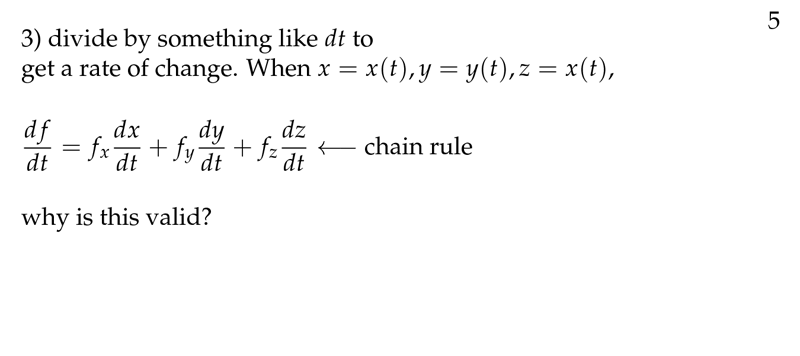 5
3) divide by something like dt to
get a rate of change. When x = x(t), y = y(t), z = x(t),
df/dt = f_x dx/dt + f_y dy/dt + f_z dz/dt ⟵ chain rule
why is this valid?